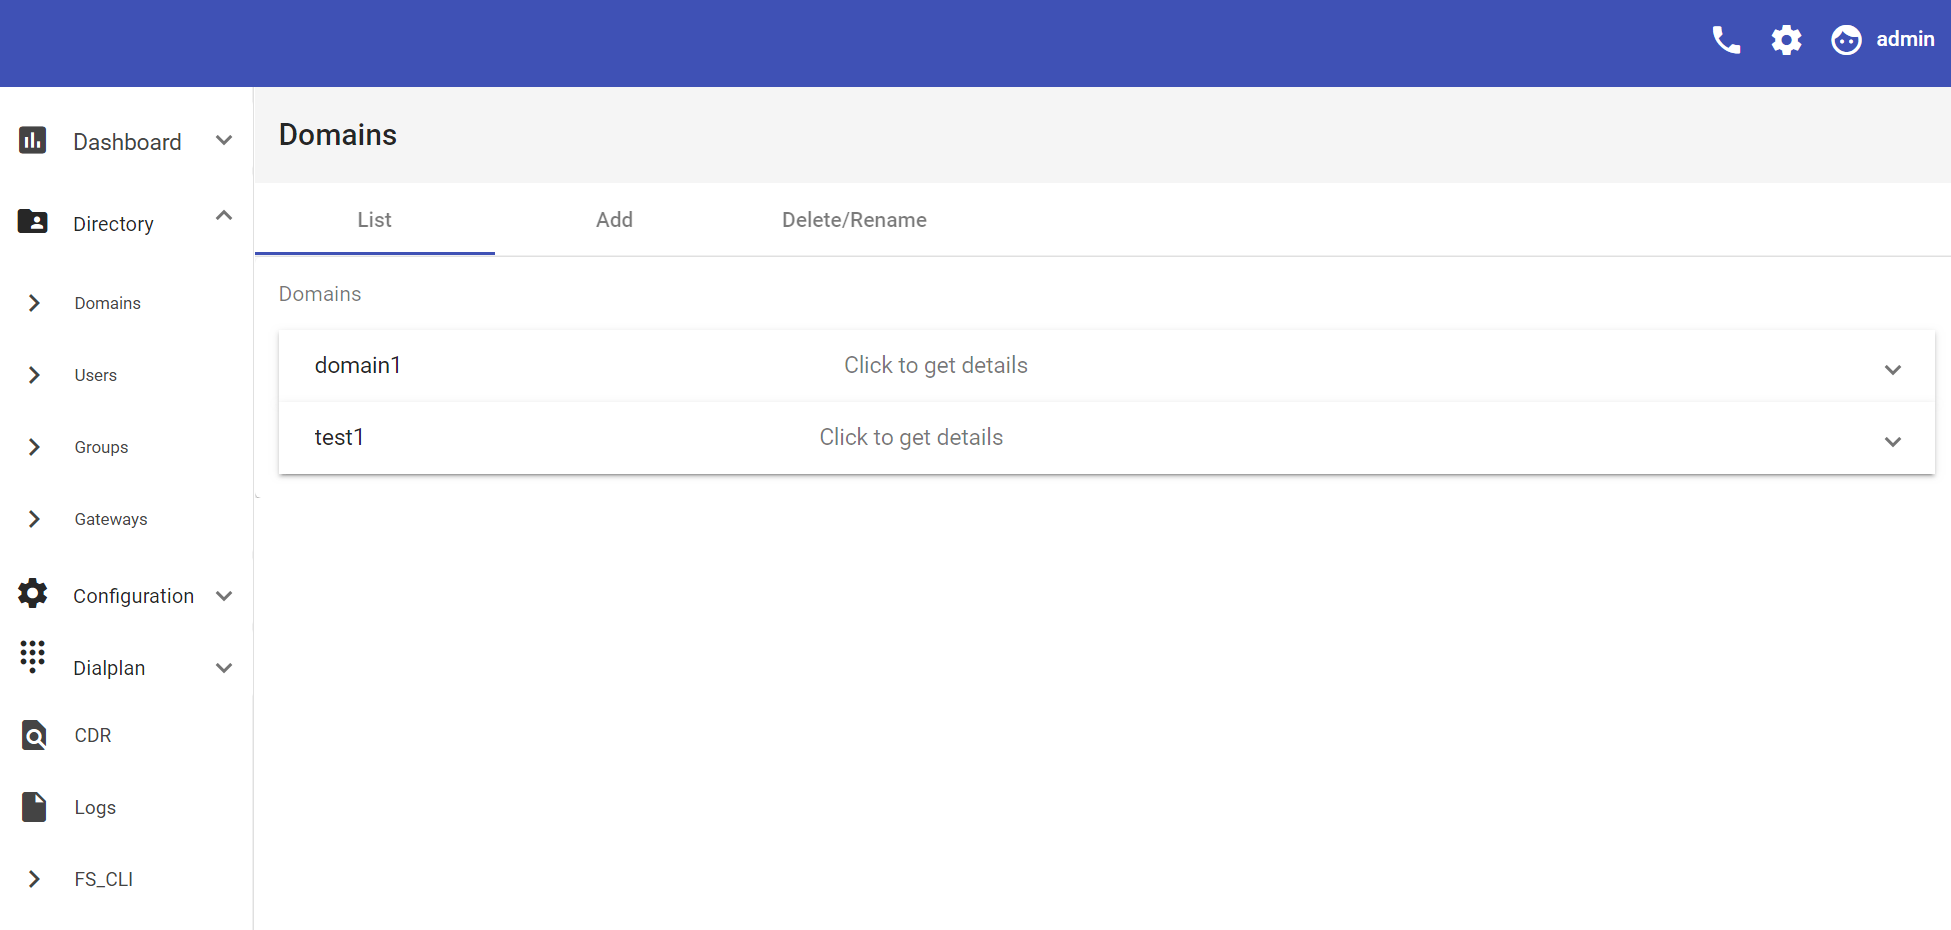 admin
Dashboard
Directory
Domains
Users
Groups
Gateways
Configuration
Dialplan
CDR
Logs
FS_CLI
Domains
List Add Delete/Rename
Domains
domain1 Click to get details
test1 Click to get details